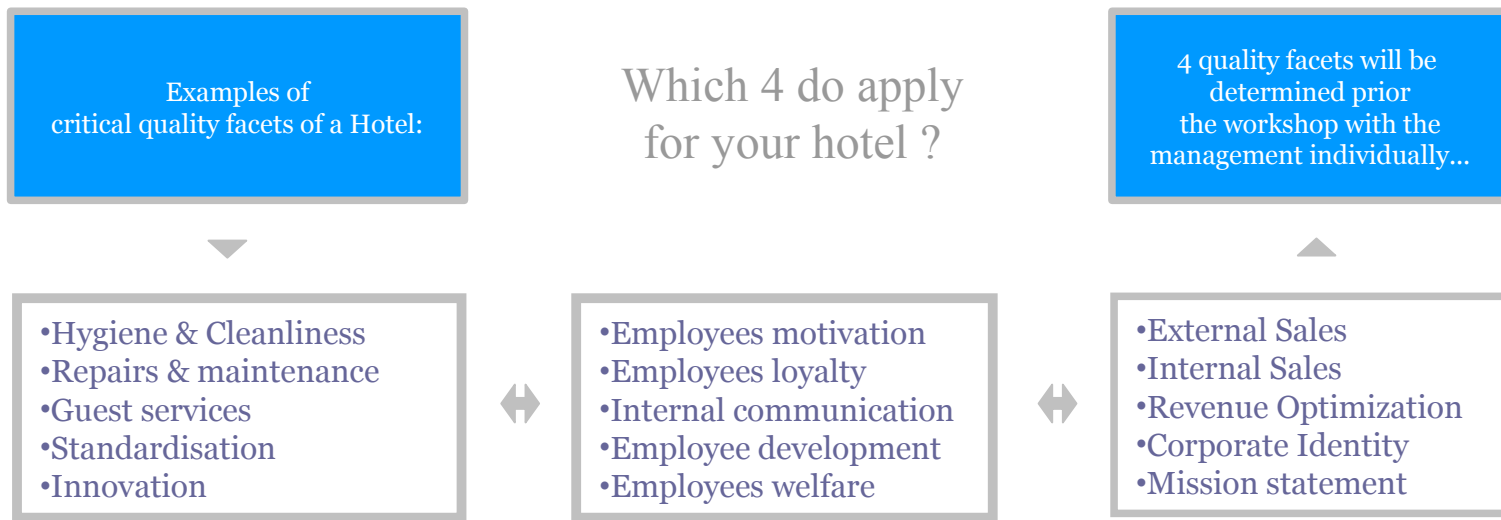 Examples of
critical quality facets of a Hotel:
Which 4 do apply
for your hotel ?
4 quality facets will be
determined prior
the workshop with the
management individually...
•Hygiene & Cleanliness
•Repairs & maintenance
•Guest services
•Standardisation
•Innovation
•Employees motivation
•Employees loyalty
•Internal communication
•Employee development
•Employees welfare
•External Sales
•Internal Sales
•Revenue Optimization
•Corporate Identity
•Mission statement